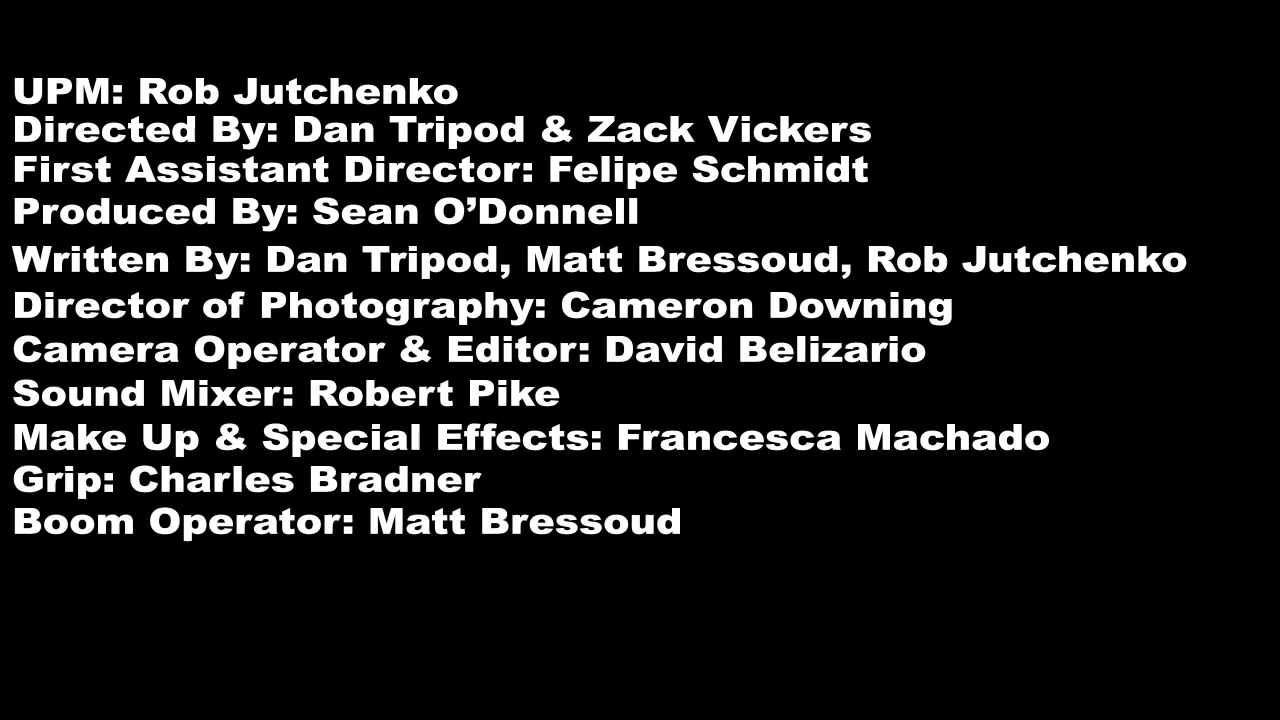 UPM: Rob Jutchenko
Directed By: Dan Tripod & Zack Vickers
First Assistant Director: Felipe Schmidt
Produced By: Sean O’Donnell
Written By: Dan Tripod, Matt Bressoud, Rob Jutchenko
Director of Photography: Cameron Downing
Camera Operator & Editor: David Belizario
Sound Mixer: Robert Pike
Make Up & Special Effects: Francesca Machado
Grip: Charles Bradner
Boom Operator: Matt Bressoud